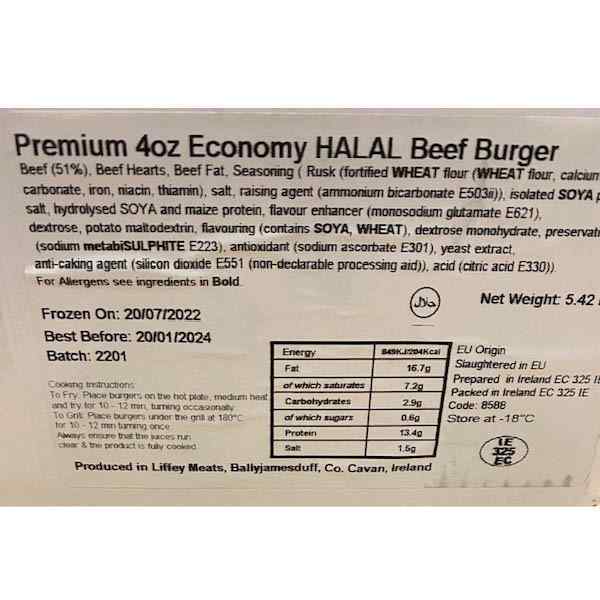 Premium 4oz Economy HALAL Beef Burger
Beef (51%), Beef Hearts, Beef Fat, Seasoning ( Rusk (fortified WHEAT flour (WHEAT flour, calcium
carbonate, iron, niacin, thiamin), salt, raising agent (ammonium bicarbonate E503ii)), isolated SOYA p
salt, hydrolysed SOYA and maize protein, flavour enhancer (monosodium glutamate E621),
dextrose, potato maltodextrin, flavouring (contains SOYA, WHEAT), dextrose monohydrate, preservati
(sodium metabiSULPHITE E223), antioxidant (sodium ascorbate E301), yeast extract,
anti-caking agent (silicon dioxide E551 (non-declarable processing aid)), acid (citric acid E330)).
For Allergens see ingredients in Bold.
حلال
Net Weight: 5.42
Frozen On: 20/07/2022
Best Before: 20/01/2024
Batch: 2201
Cooking Instructions:
To Fry: Place burgers on the hot plate, medium heat
and fry for 10 - 12 min, turning occasionally
To Grill: Place burgers under the grill at 180°C
for 10 - 12 min turning once
Always ensure that the juices run
clear & the product is fully cooked.
Energy 849KJ/204Kcal
Fat 16.7g
of which saturates 7.2g
Carbohydrates 2.9g
of which sugars 0.6g
Protein 13.4g
Salt 1.5g
EU Origin
Slaughtered in EU
Prepared in Ireland EC 325 IE
Packed in Ireland EC 325 IE
Code: 8588
Store at -18°C
IE
325
EC
Produced in Liffey Meats, Ballyjamesduff, Co. Cavan, Ireland